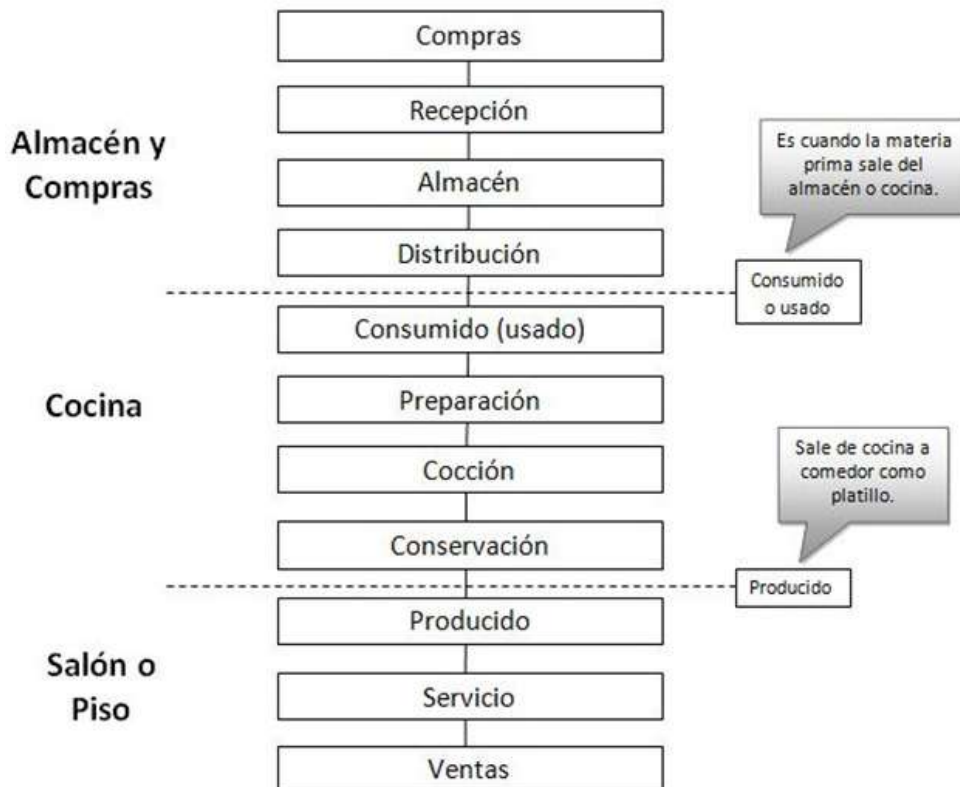 Compras
Recepción
Almacén y
Compras
Almacén
Distribución
Es cuando la materia
prima sale del
almacén o cocina.
Consumido
o usado
Consumido (usado)
Cocina
Preparación
Cocción
Conservación
Sale de cocina a
comedor como
platillo.
Producido
Producido
Salón o
Piso
Servicio
Ventas